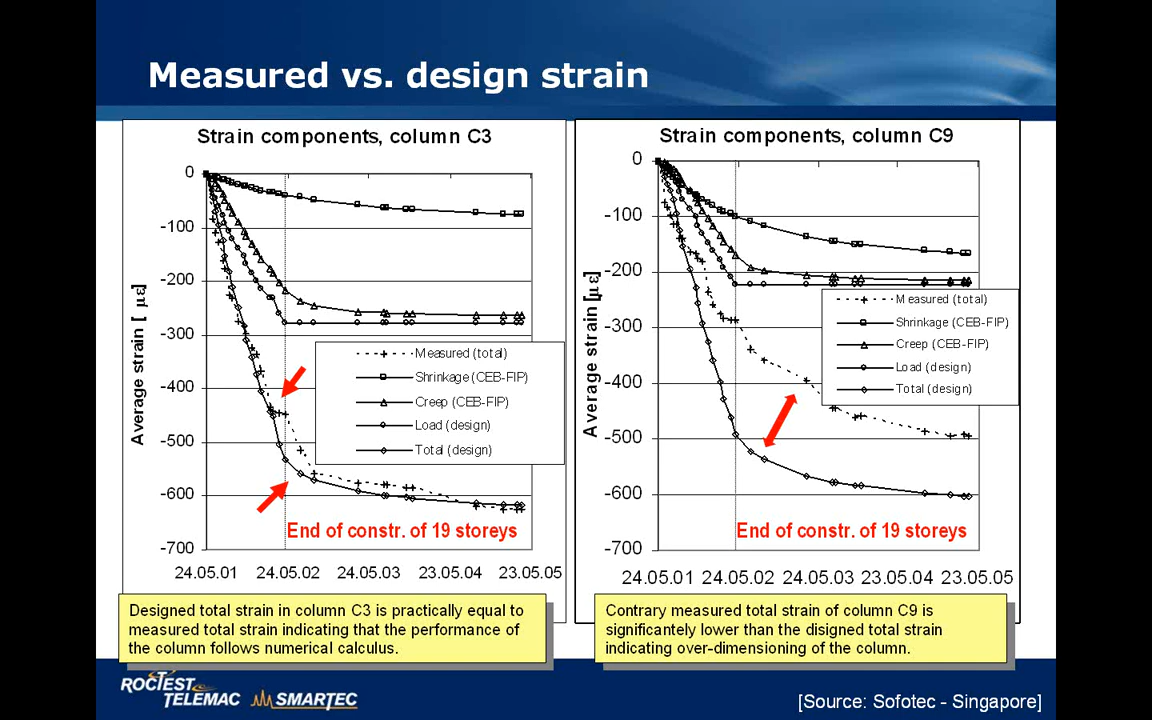 Measured vs. design strain
Strain components, column C3
0
-100
-200
-300
-400
-500
-600
-700
Average strain [ µε]
Measured (total)
Shrinkage (CEB-FIP)
Creep (CEB-FIP)
Load (design)
Total (design)
End of constr. of 19 storeys
24.05.01 24.05.02 24.05.03 23.05.04 23.05.05
Designed total strain in column C3 is practically equal to
measured total strain indicating that the performance of
the column follows numerical calculus.
Strain components, column C9
0
-100
-200
-300
-400
-500
-600
-700
Average strain [µε]
Measured (total)
Shrinkage (CEB-FIP)
Creep (CEB-FIP)
Load (design)
Total (design)
End of constr. of 19 storeys
24.05.01 24.05.02 24.05.03 23.05.04 23.05.05
Contrary measured total strain of column C9 is
significantely lower than the disigned total strain
indicating over-dimensioning of the column.
ROCTEST
TELEMAC
SMARTEC
[Source: Sofotec - Singapore]